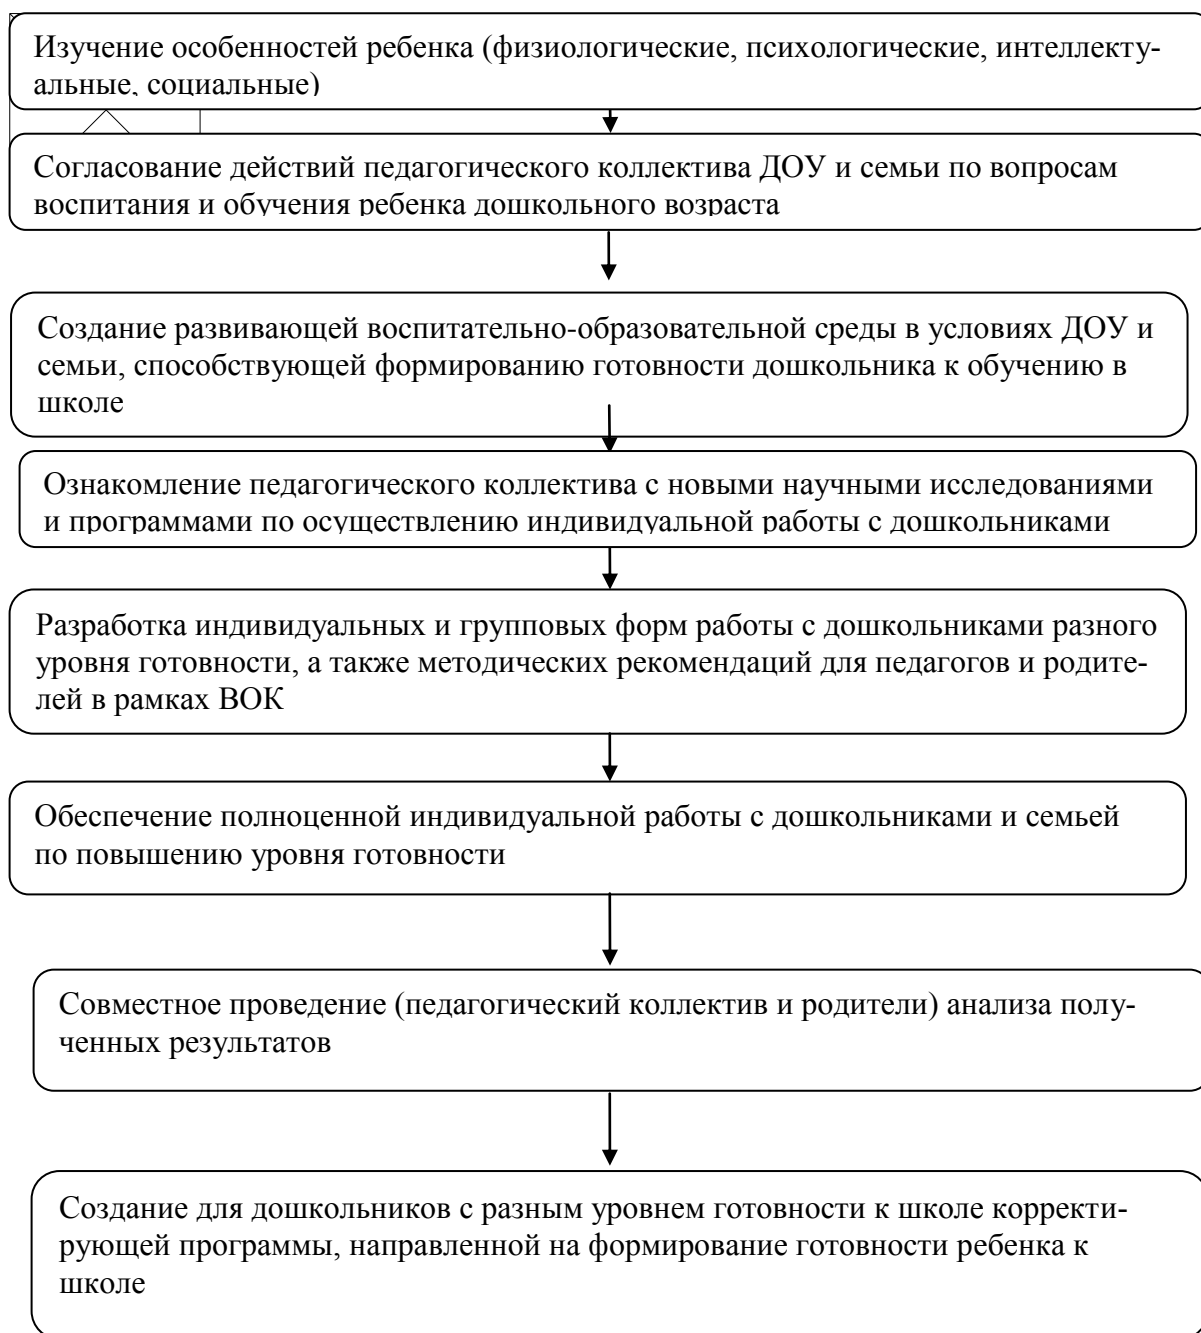 Изучение особенностей ребенка (физиологические, психологические, интеллекту-
альные, социальные)
Согласование действий педагогического коллектива ДОУ и семьи по вопросам
воспитания и обучения ребенка дошкольного возраста
Создание развивающей воспитательно-образовательной среды в условиях ДОУ и
семьи, способствующей формированию готовности дошкольника к обучению в
школе
Ознакомление педагогического коллектива с новыми научными исследованиями
и программами по осуществлению индивидуальной работы с дошкольниками
Разработка индивидуальных и групповых форм работы с дошкольниками разного
уровня готовности, а также методических рекомендаций для педагогов и родите-
лей в рамках ВОК
Обеспечение полноценной индивидуальной работы с дошкольниками и семьей
по повышению уровня готовности
Совместное проведение (педагогический коллектив и родители) анализа полу-
ченных результатов
Создание для дошкольников с разным уровнем готовности к школе корректи-
рующей программы, направленной на формирование готовности ребенка к
школе